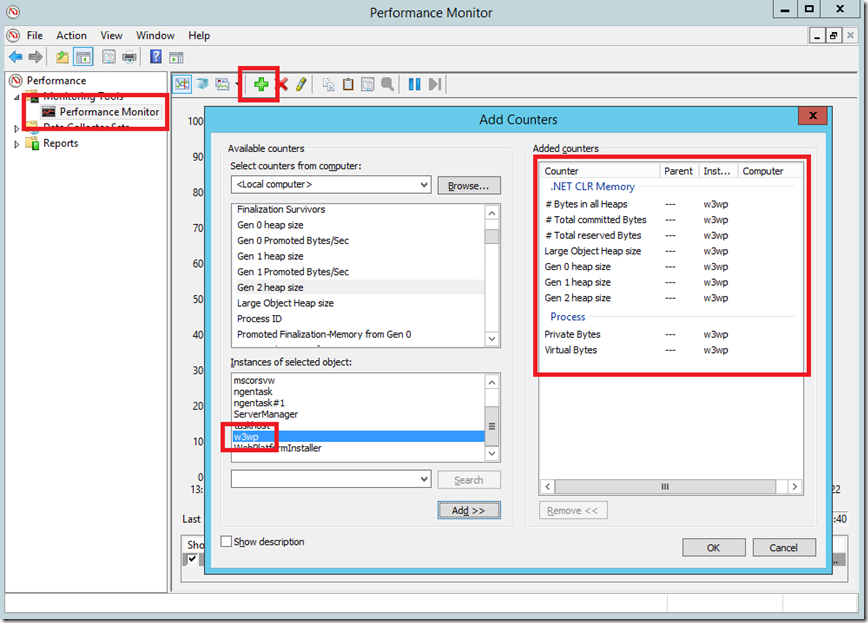 Performance Monitor
File Action View Window Help
Performance
Monitoring Tools
Performance Monitor
Data Collector Sets
Reports
100
90
80
70
60
50
40
30
20
10
0
13:
Last
Sho
Add Counters
Available counters
Select counters from computer:
<Local computer>
Browse...
Finalization Survivors
Gen 0 heap size
Gen 0 Promoted Bytes/Sec
Gen 1 heap size
Gen 1 Promoted Bytes/Sec
Gen 2 heap size
Large Object Heap size
Process ID
Promoted Finalization-Memory from Gen 0
Instances of selected object:
mscorsvw
ngentask
ngentask#1
ServerManager
taskhost
w3wp
WebPlatformInstaller
Search
Add >>
Show description
Added counters
Counter Parent Inst... Computer
.NET CLR Memory
# Bytes in all Heaps --- w3wp
# Total committed Bytes --- w3wp
# Total reserved Bytes --- w3wp
Large Object Heap size --- w3wp
Gen 0 heap size --- w3wp
Gen 1 heap size --- w3wp
Gen 2 heap size --- w3wp
Process
Private Bytes --- w3wp
Virtual Bytes --- w3wp
Remove <<
OK Cancel
22
:40